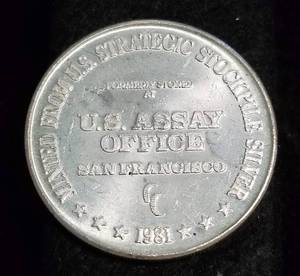 MINTED FROM U.S. STRATEGIC STOCKPILE SILVER
FORMERLY STORED
AT
U.S. ASSAY
OFFICE
SAN FRANCISCO
1981